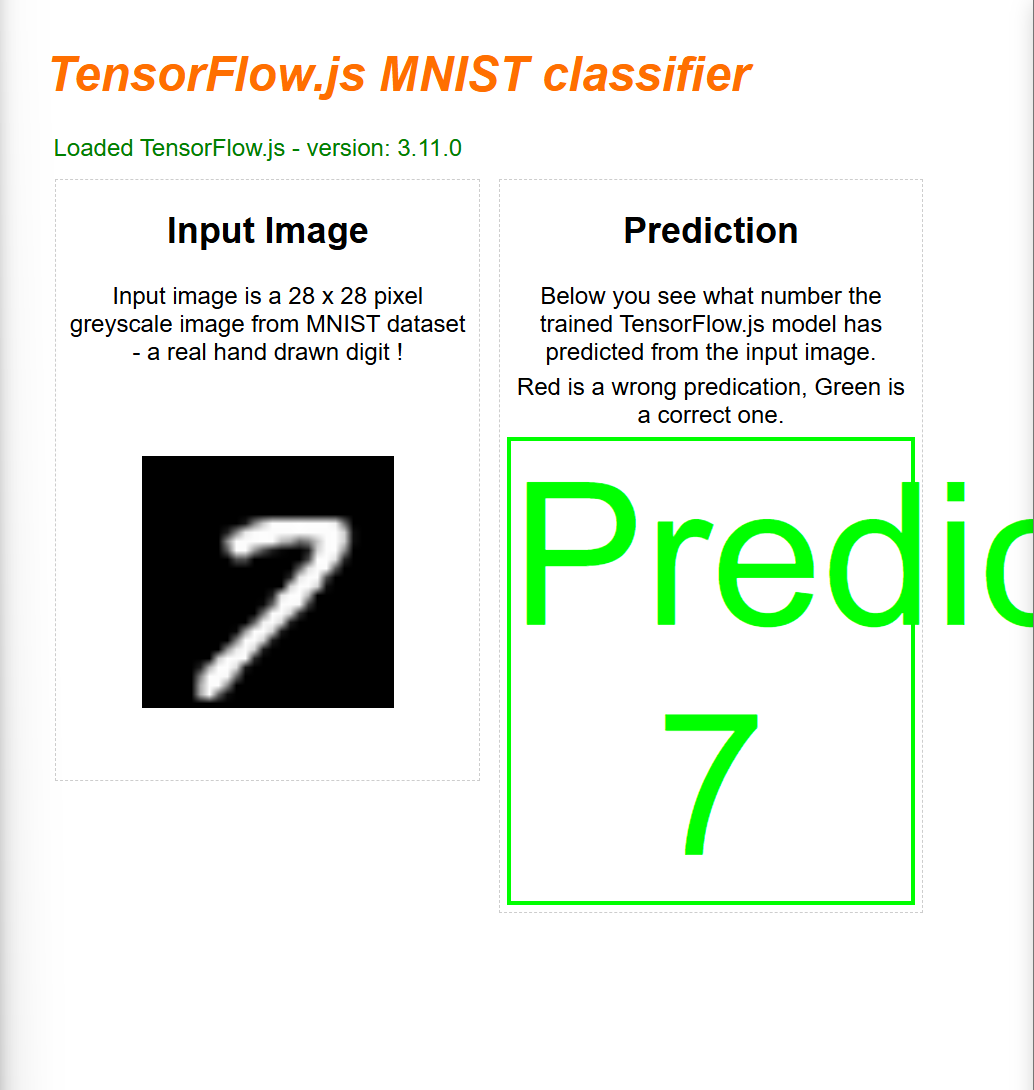 TensorFlow.js MNIST classifier
Loaded TensorFlow.js - version: 3.11.0
Input Image
Input image is a 28 x 28 pixel
greyscale image from MNIST dataset
- a real hand drawn digit !
7
Prediction
Below you see what number the
trained TensorFlow.js model has
predicted from the input image.
Red is a wrong predication, Green is
a correct one.
Predic
7